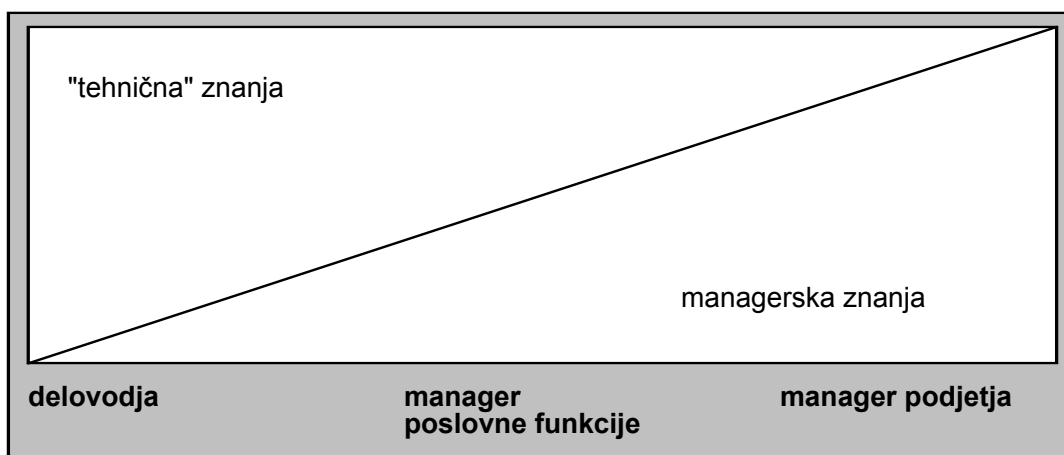 "tehnična" znanja
managerska znanja
delovodja
manager
poslovne funkcije
manager podjetja